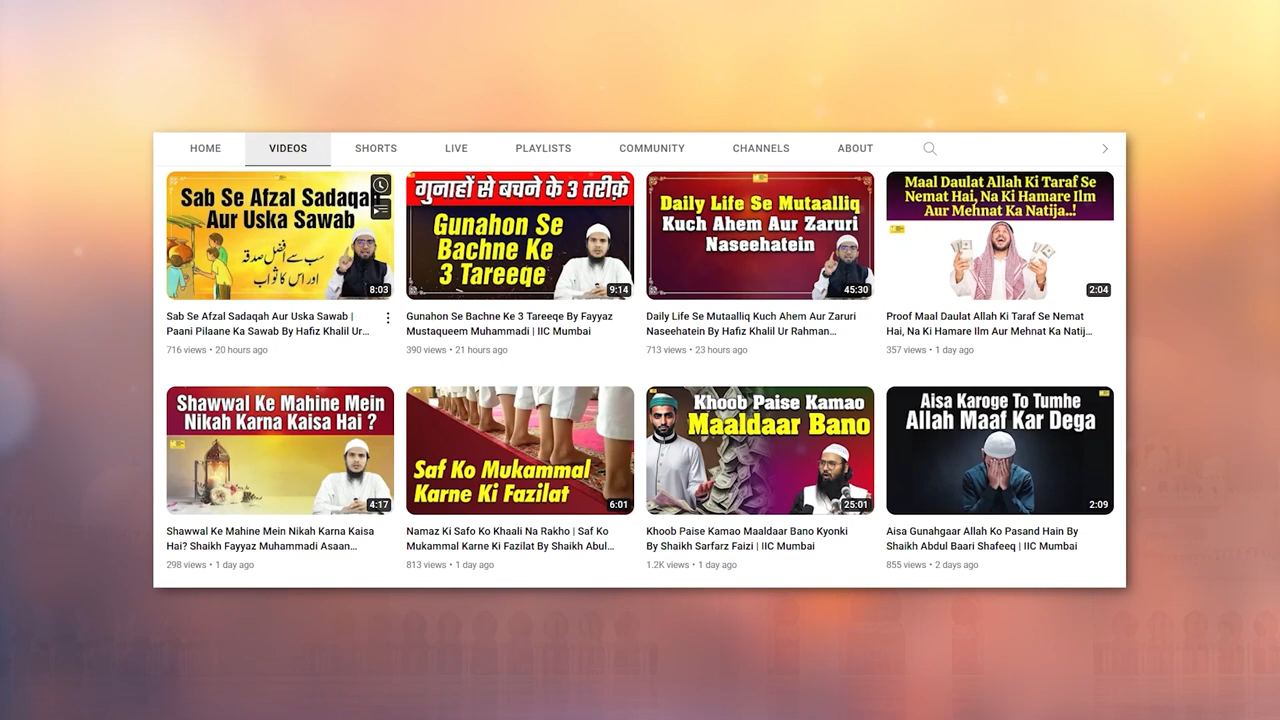 HOME VIDEOS SHORTS LIVE PLAYLISTS COMMUNITY CHANNELS ABOUT
Sab Se Afzal Sadaqah
Aur Uska Sawab
سب سے افضل صدقہ
اور اس کا ثواب
8:03
गुनाहों से बचने के 3 तरीक़े
Gunahon Se
Bachne Ke
3 Tareeqe
9:14
Daily Life Se Mutaalliq
Kuch Ahem Aur Zaruri
Naseehatein
45:30
Maal Daulat Allah Ki Taraf Se
Nemat Hai, Na Ki Hamare Ilm
Aur Mehnat Ka Natija..!
2:04
Sab Se Afzal Sadaqah Aur Uska Sawab |
Paani Pilaane Ka Sawab By Hafiz Khalil Ur...
716 views • 20 hours ago
Gunahon Se Bachne Ke 3 Tareeqe By Fayyaz
Mustaqueem Muhammadi | IIC Mumbai
390 views • 21 hours ago
Daily Life Se Mutaalliq Kuch Ahem Aur Zaruri
Naseehatein By Hafiz Khalil Ur Rahman...
713 views • 23 hours ago
Proof Maal Daulat Allah Ki Taraf Se Nemat
Hai, Na Ki Hamare Ilm Aur Mehnat Ka Natij...
357 views • 1 day ago
Shawwal Ke Mahine Mein
Nikah Karna Kaisa Hai ?
4:17
Saf Ko Mukammal
Karne Ki Fazilat
6:01
Khoob Paise Kamao
Maaldaar Bano
25:01
Aisa Karoge To Tumhe
Allah Maaf Kar Dega
2:09
Shawwal Ke Mahine Mein Nikah Karna Kaisa
Hai? Shaikh Fayyaz Muhammadi Asaan...
298 views • 1 day ago
Namaz Ki Safo Ko Khaali Na Rakho | Saf Ko
Mukammal Karne Ki Fazilat By Shaikh Abul...
813 views • 1 day ago
Khoob Paise Kamao Maaldaar Bano Kyonki
By Shaikh Sarfarz Faizi | IIC Mumbai
1.2K views • 1 day ago
Aisa Gunahgaar Allah Ko Pasand Hain By
Shaikh Abdul Baari Shafeeq | IIC Mumbai
855 views • 2 days ago